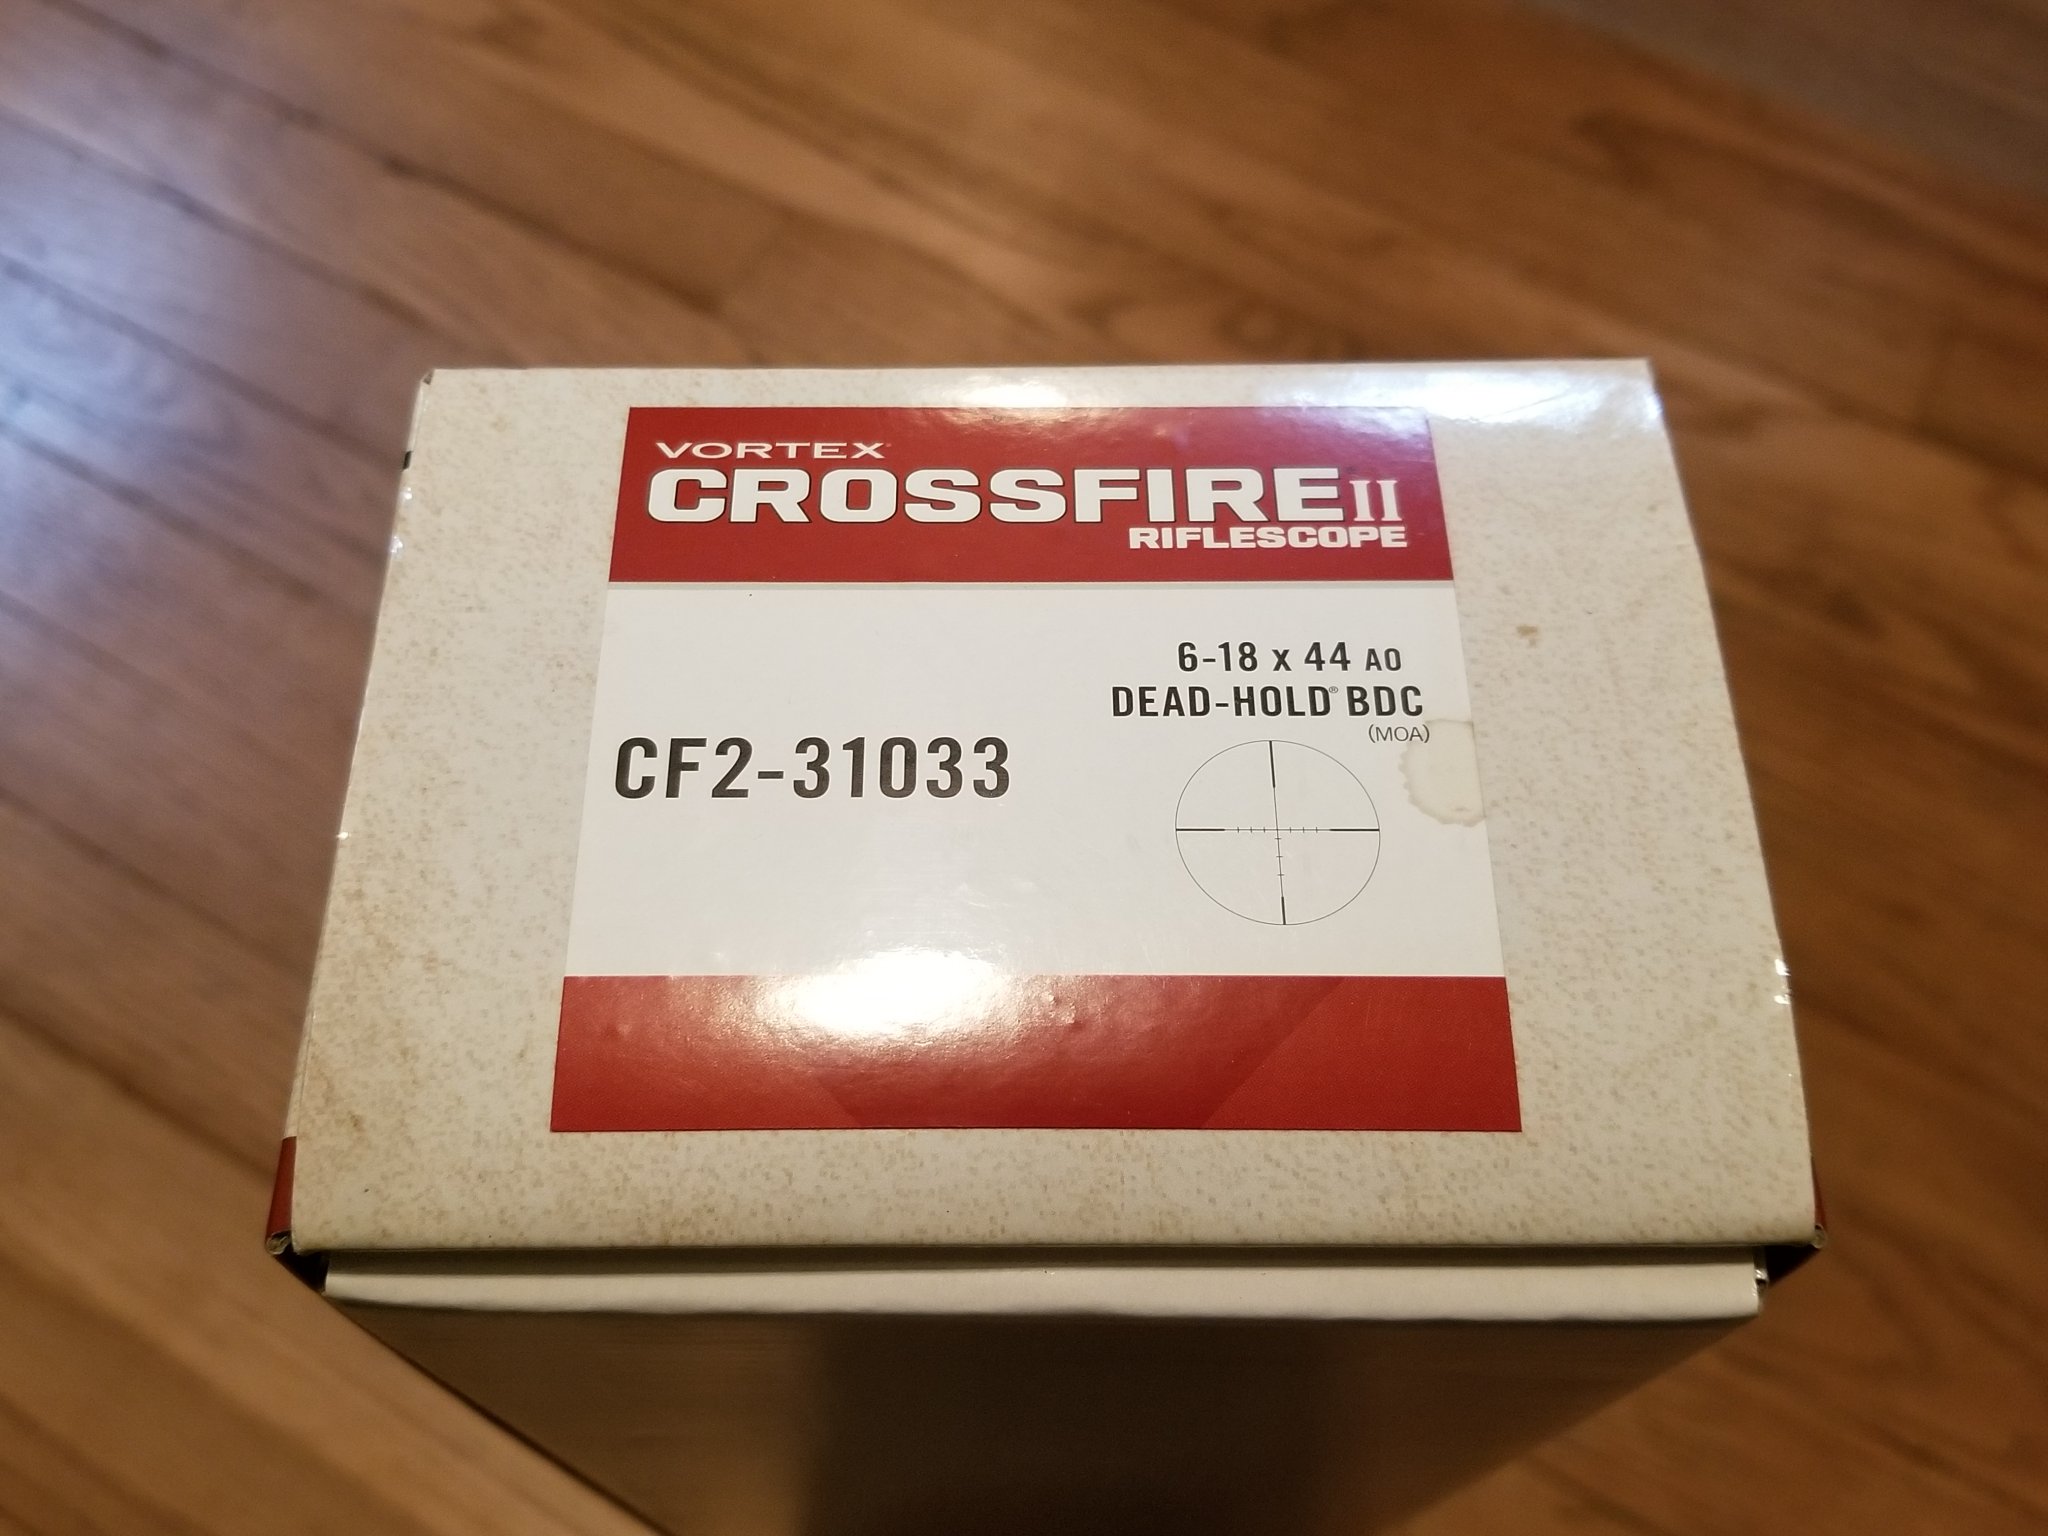 VORTEX
CROSSFIRE II
RIFLESCOPE
6-18 x 44 AO
DEAD-HOLD® BDC
(MOA)
CF2-31033